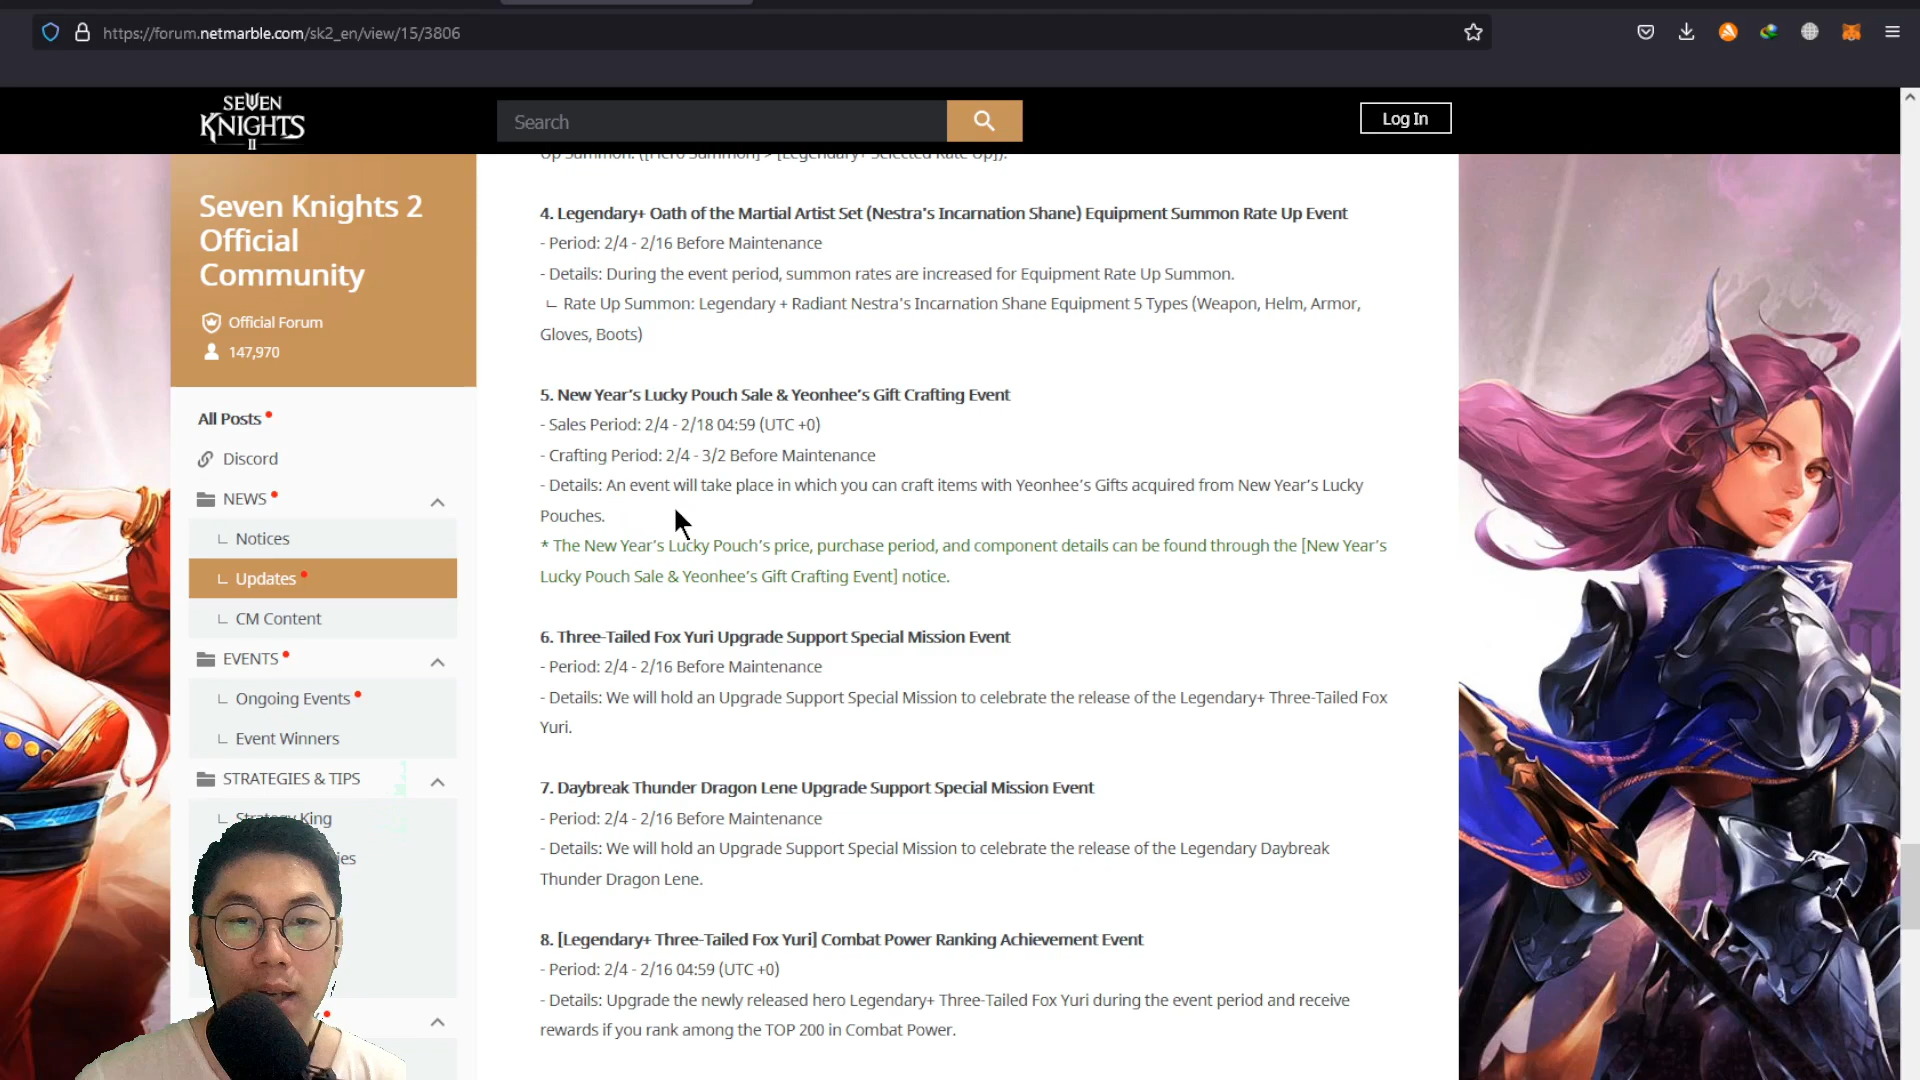 https://forum.netmarble.com/sk2_en/view/15/3806
SEVEN
KNIGHTS
II
Search
Log In
Up Summon. ([Hero Summon] > [Legendary+ Selected Rate Up]).
Seven Knights 2
Official
Community
Official Forum
147,970
All Posts
Discord
NEWS
Notices
Updates
CM Content
EVENTS
Ongoing Events
Event Winners
STRATEGIES & TIPS
Strategy King
ies
4. Legendary+ Oath of the Martial Artist Set (Nestra's Incarnation Shane) Equipment Summon Rate Up Event
- Period: 2/4 - 2/16 Before Maintenance
- Details: During the event period, summon rates are increased for Equipment Rate Up Summon.
ㄴ Rate Up Summon: Legendary + Radiant Nestra's Incarnation Shane Equipment 5 Types (Weapon, Helm, Armor,
Gloves, Boots)
5. New Year's Lucky Pouch Sale & Yeonhee's Gift Crafting Event
- Sales Period: 2/4 - 2/18 04:59 (UTC +0)
- Crafting Period: 2/4 - 3/2 Before Maintenance
- Details: An event will take place in which you can craft items with Yeonhee's Gifts acquired from New Year's Lucky
Pouches.
* The New Year's Lucky Pouch's price, purchase period, and component details can be found through the [New Year's
Lucky Pouch Sale & Yeonhee's Gift Crafting Event] notice.
6. Three-Tailed Fox Yuri Upgrade Support Special Mission Event
- Period: 2/4 - 2/16 Before Maintenance
- Details: We will hold an Upgrade Support Special Mission to celebrate the release of the Legendary+ Three-Tailed Fox
Yuri.
7. Daybreak Thunder Dragon Lene Upgrade Support Special Mission Event
- Period: 2/4 - 2/16 Before Maintenance
- Details: We will hold an Upgrade Support Special Mission to celebrate the release of the Legendary Daybreak
Thunder Dragon Lene.
8. [Legendary+ Three-Tailed Fox Yuri] Combat Power Ranking Achievement Event
- Period: 2/4 - 2/16 04:59 (UTC +0)
- Details: Upgrade the newly released hero Legendary+ Three-Tailed Fox Yuri during the event period and receive
rewards if you rank among the TOP 200 in Combat Power.